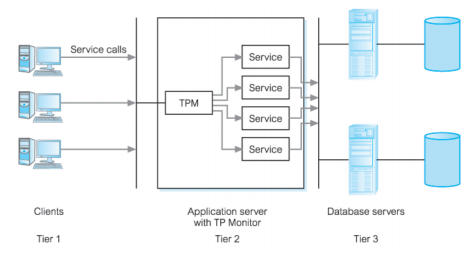 Service calls
TPM
Service
Service
Service
Service
Clients
Application server
with TP Monitor
Database servers
Tier 1
Tier 2
Tier 3